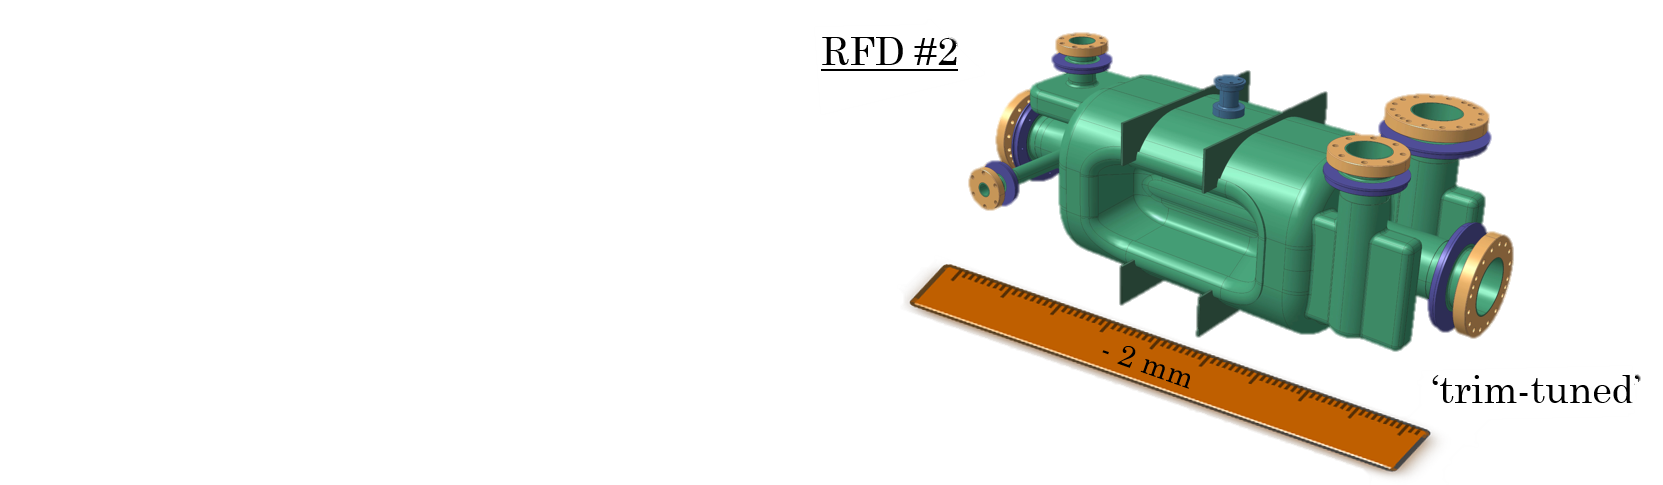 RFD #2
- 2 mm
‘trim-tuned’